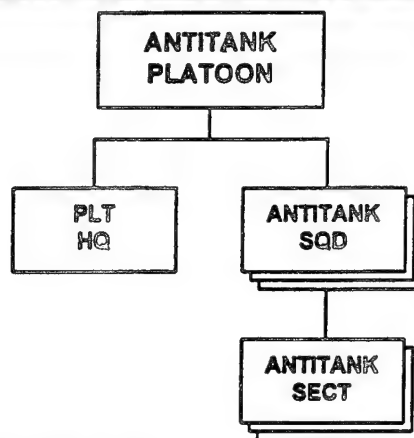 ANTITANK
PLATOON
PLT
HQ
ANTITANK
SQD
ANTITANK
SECT